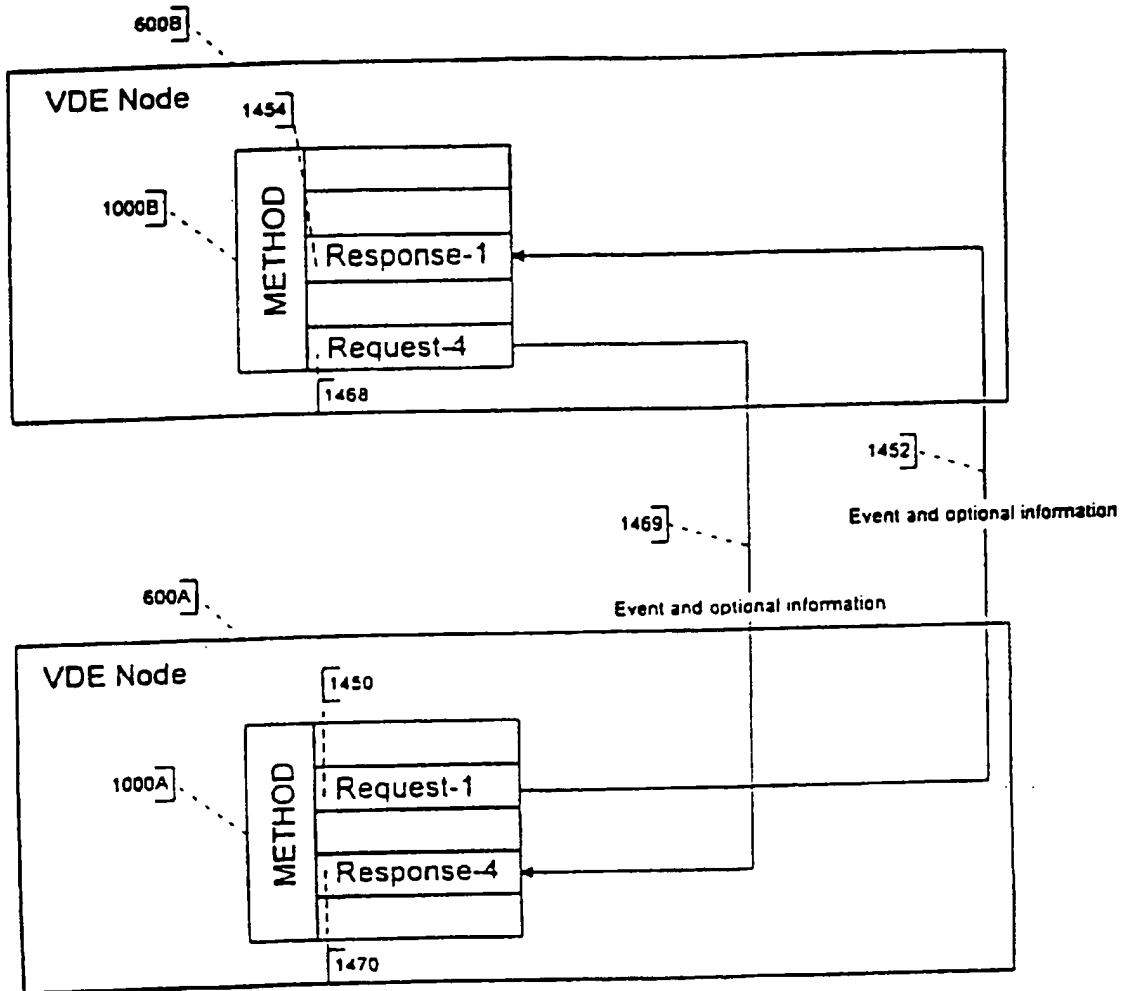 600B
VDE Node
1454
1000B
METHOD
Response-1
Request-4
1468
1452
Event and optional information
1469
600A
Event and optional information
VDE Node
1450
1000A
METHOD
Request-1
Response-4
1470